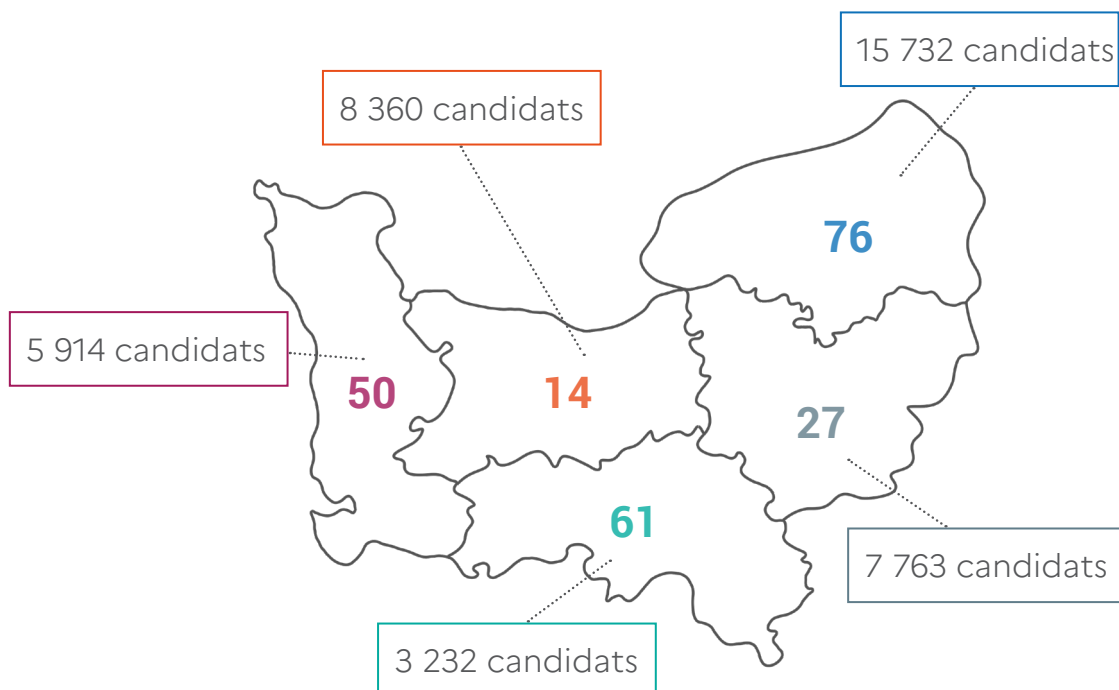 15 732 candidats
8 360 candidats
76
5 914 candidats
50
14
27
61
7 763 candidats
3 232 candidats